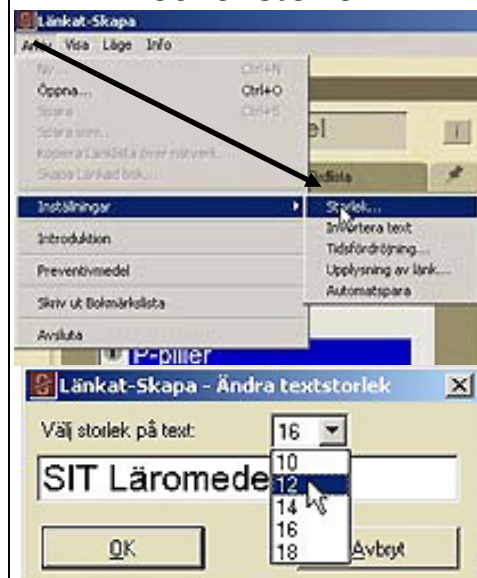 Länkat-Skapa
Arkiv Visa Läge Info
Ny... Ctrl+N
Öppna... Ctrl+O
Spara Ctrl+S
Spara som...
Kopiera Länklista över nätverk...
Skapa Länkad bok...
Inställningar
Introduktion
Preventivmedel
Skriv ut Bokmärkslista
Avsluta
el
i
Storlek...
Invertera text
Tidsfördröjning...
Upplysning av länk...
Automatspara
P-piller
Länkat-Skapa - Ändra textstorlek
Välj storlek på text: 16
SIT Läromede
10
12
14
16
18
OK
Avbryt